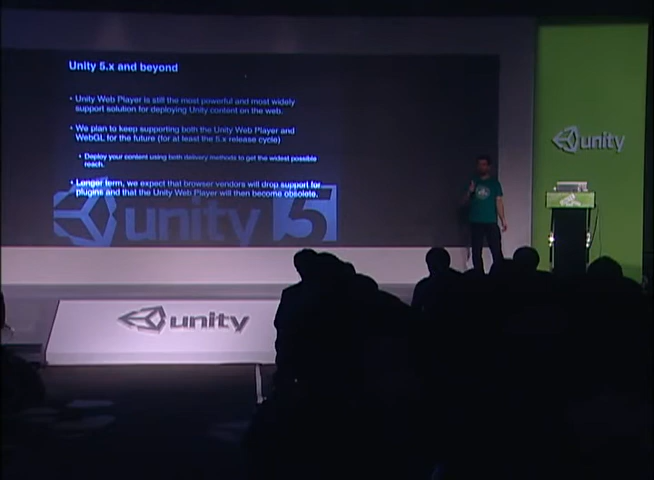 Unity 5.x and beyond
• Unity Web Player is still the most powerful and most widely
support solution for deploying Unity content on the web.
• We plan to keep supporting both the Unity Web Player and
WebGL for the future (for at least the 5.x release cycle)
• Deploy your content using both delivery methods to get the widest possible
reach.
• Longer term, we expect that browser vendors will drop support for
plugins and that the Unity Web Player will then become obsolete.
unity 5
unity
unity